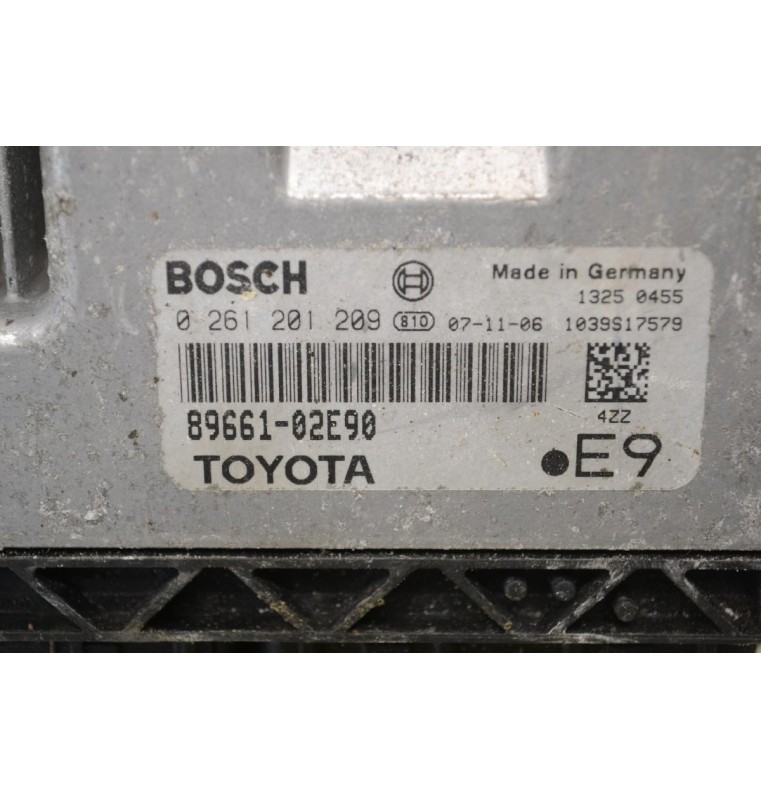 BOSCH Made in Germany
1325 0455
0 261 201 209 810 07-11-06 1039S17579
89661-02E90 4ZZ
TOYOTA •E9